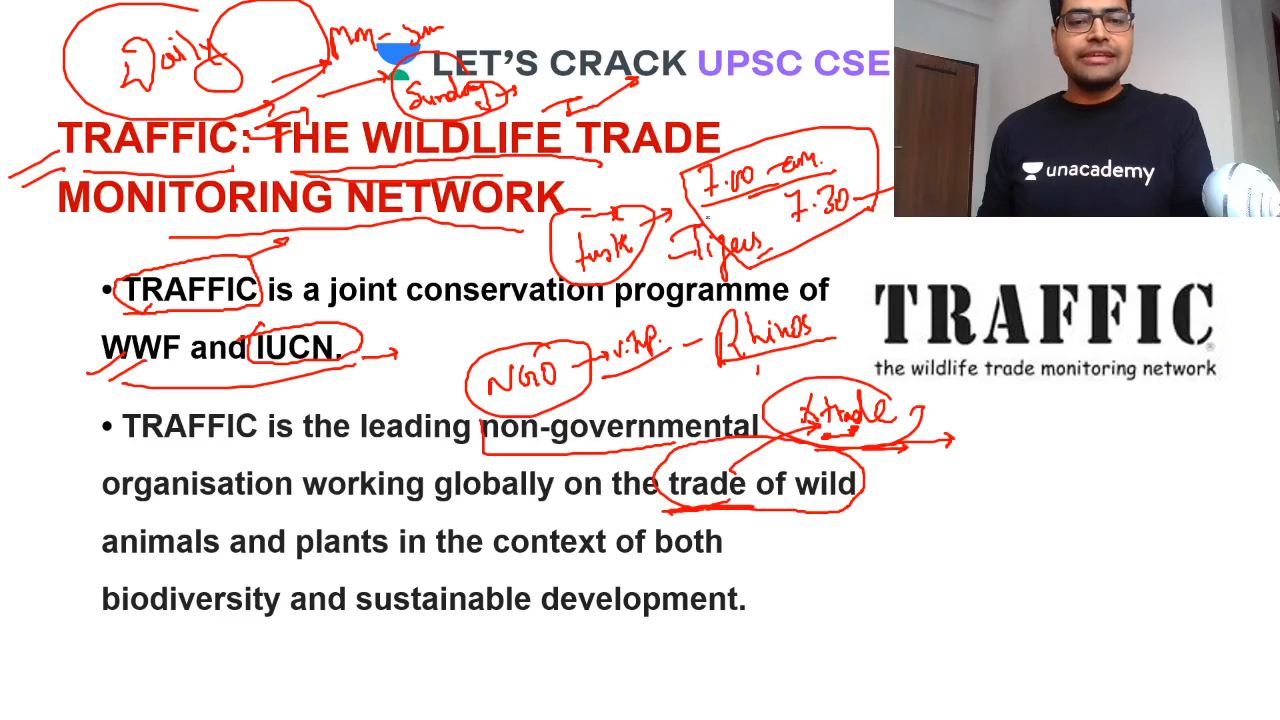 Daily
LET'S CRACK UPSC CSE
Sunday
TRAFFIC: THE WILDLIFE TRADE
MONITORING NETWORK
7.00 am.
7.30
tusk
Tigers
unacademy
• TRAFFIC is a joint conservation programme of
WWF and IUCN.
NGO
Rhinos
TRAFFIC
the wildlife trade monitoring network
trade
• TRAFFIC is the leading non-governmental
organisation working globally on the trade of wild
animals and plants in the context of both
biodiversity and sustainable development.